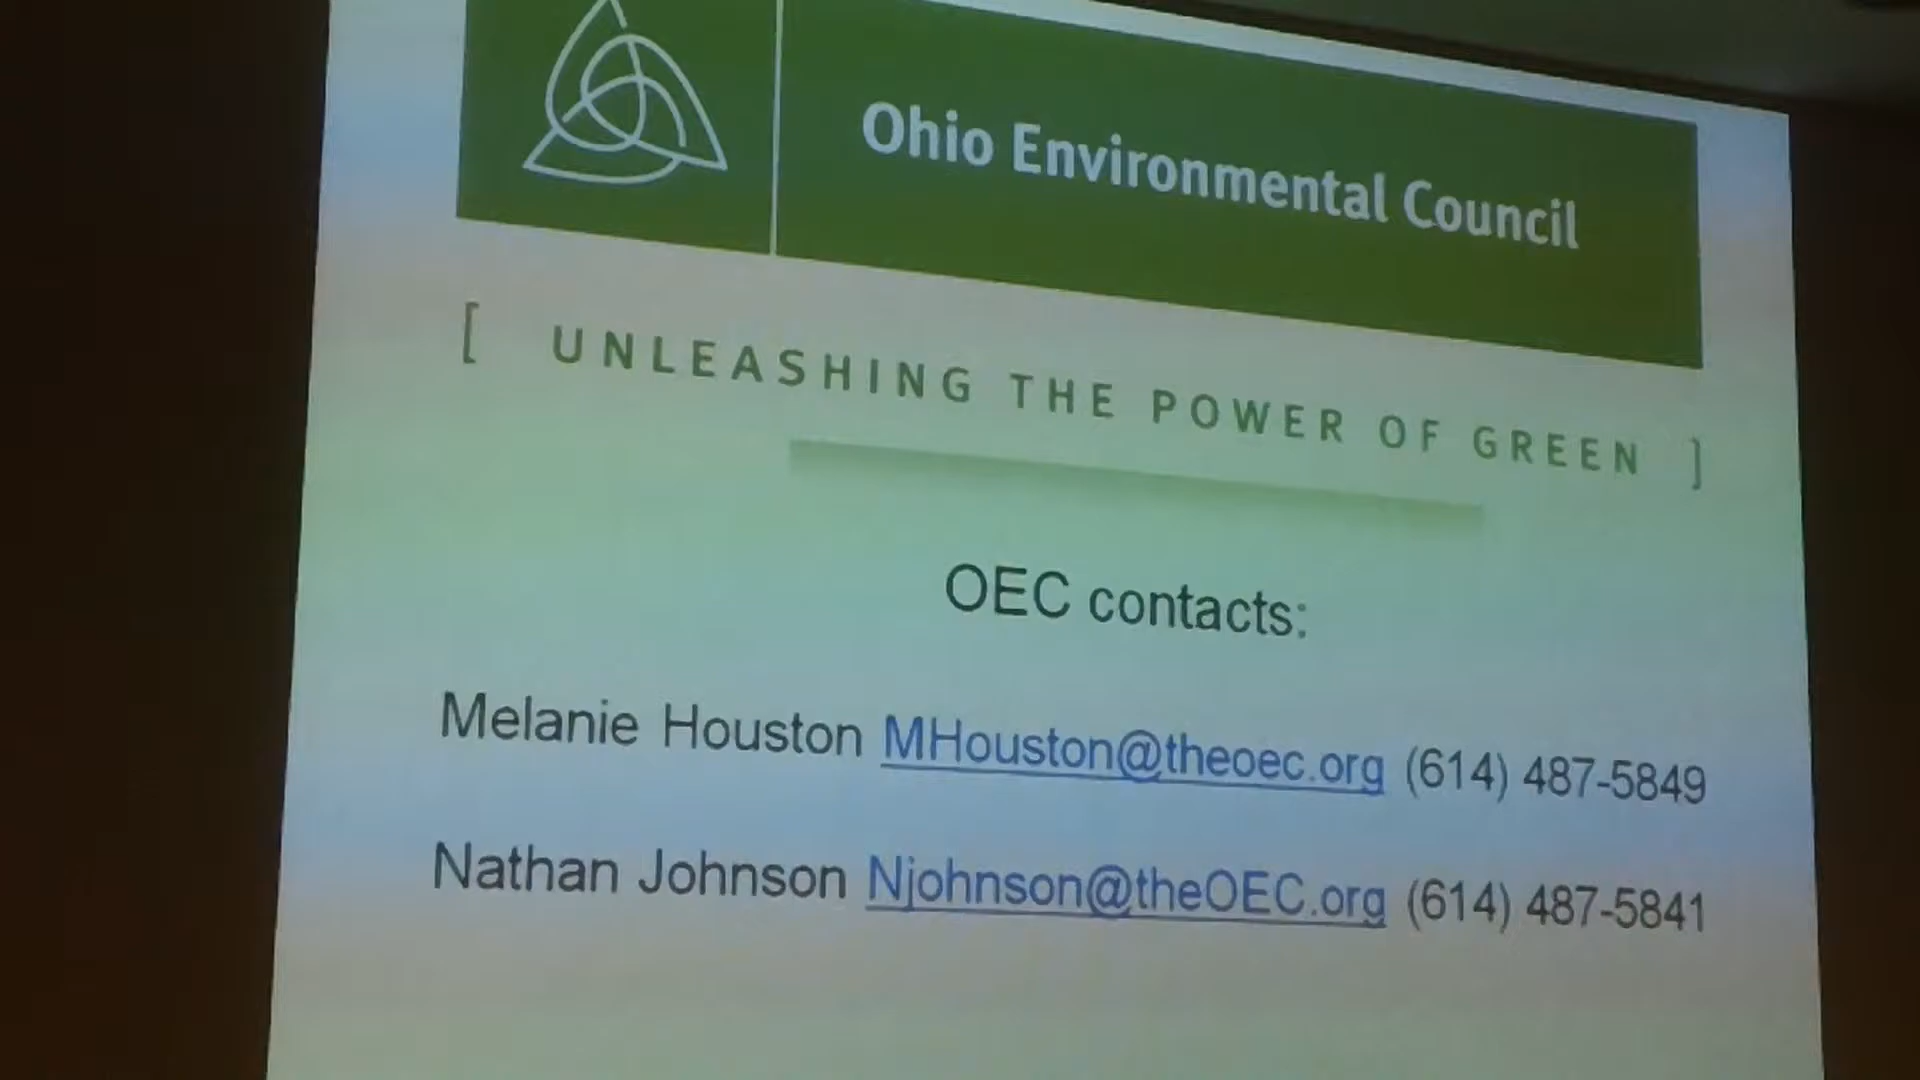 Ohio Environmental Council
[ UNLEASHING THE POWER OF GREEN ]
OEC contacts:
Melanie Houston MHouston@theoec.org (614) 487-5849
Nathan Johnson Njohnson@theOEC.org (614) 487-5841